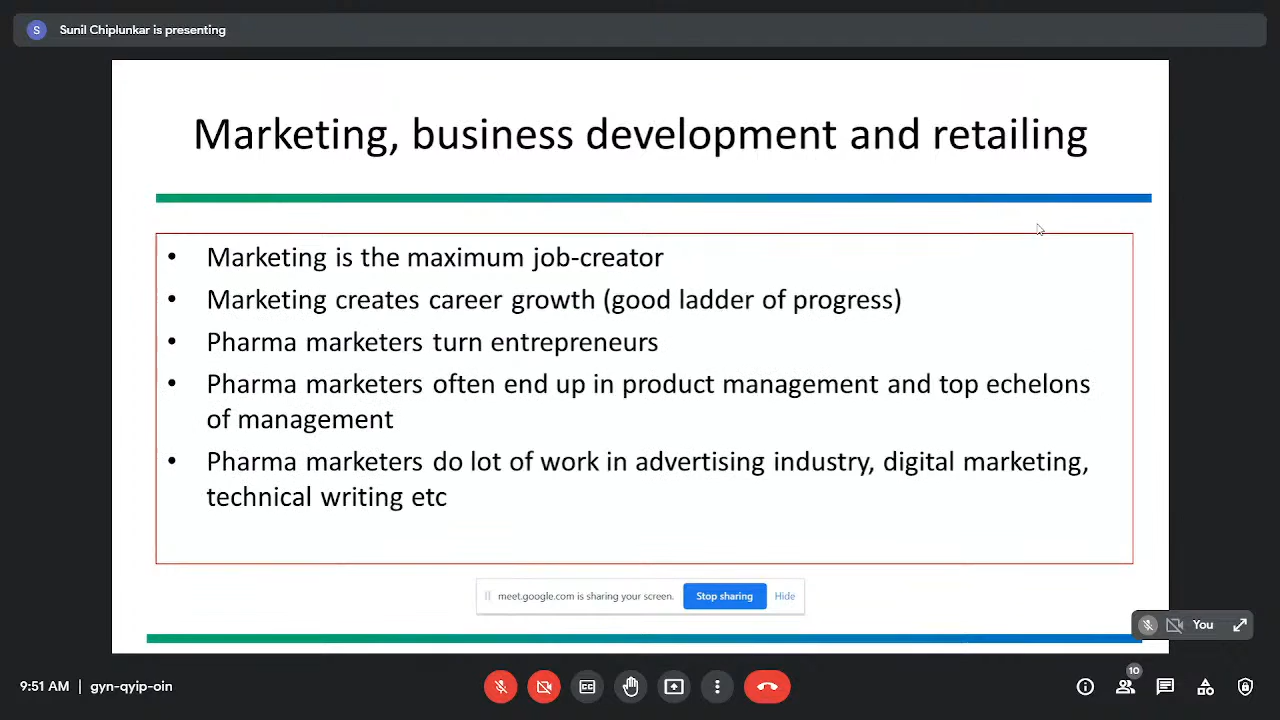 S Sunil Chiplunkar is presenting
Marketing, business development and retailing
• Marketing is the maximum job-creator
• Marketing creates career growth (good ladder of progress)
• Pharma marketers turn entrepreneurs
• Pharma marketers often end up in product management and top echelons
of management
• Pharma marketers do lot of work in advertising industry, digital marketing,
technical writing etc
meet.google.com is sharing your screen. Stop sharing Hide
You
9:51 AM | gyn-qyip-oin
CC
10